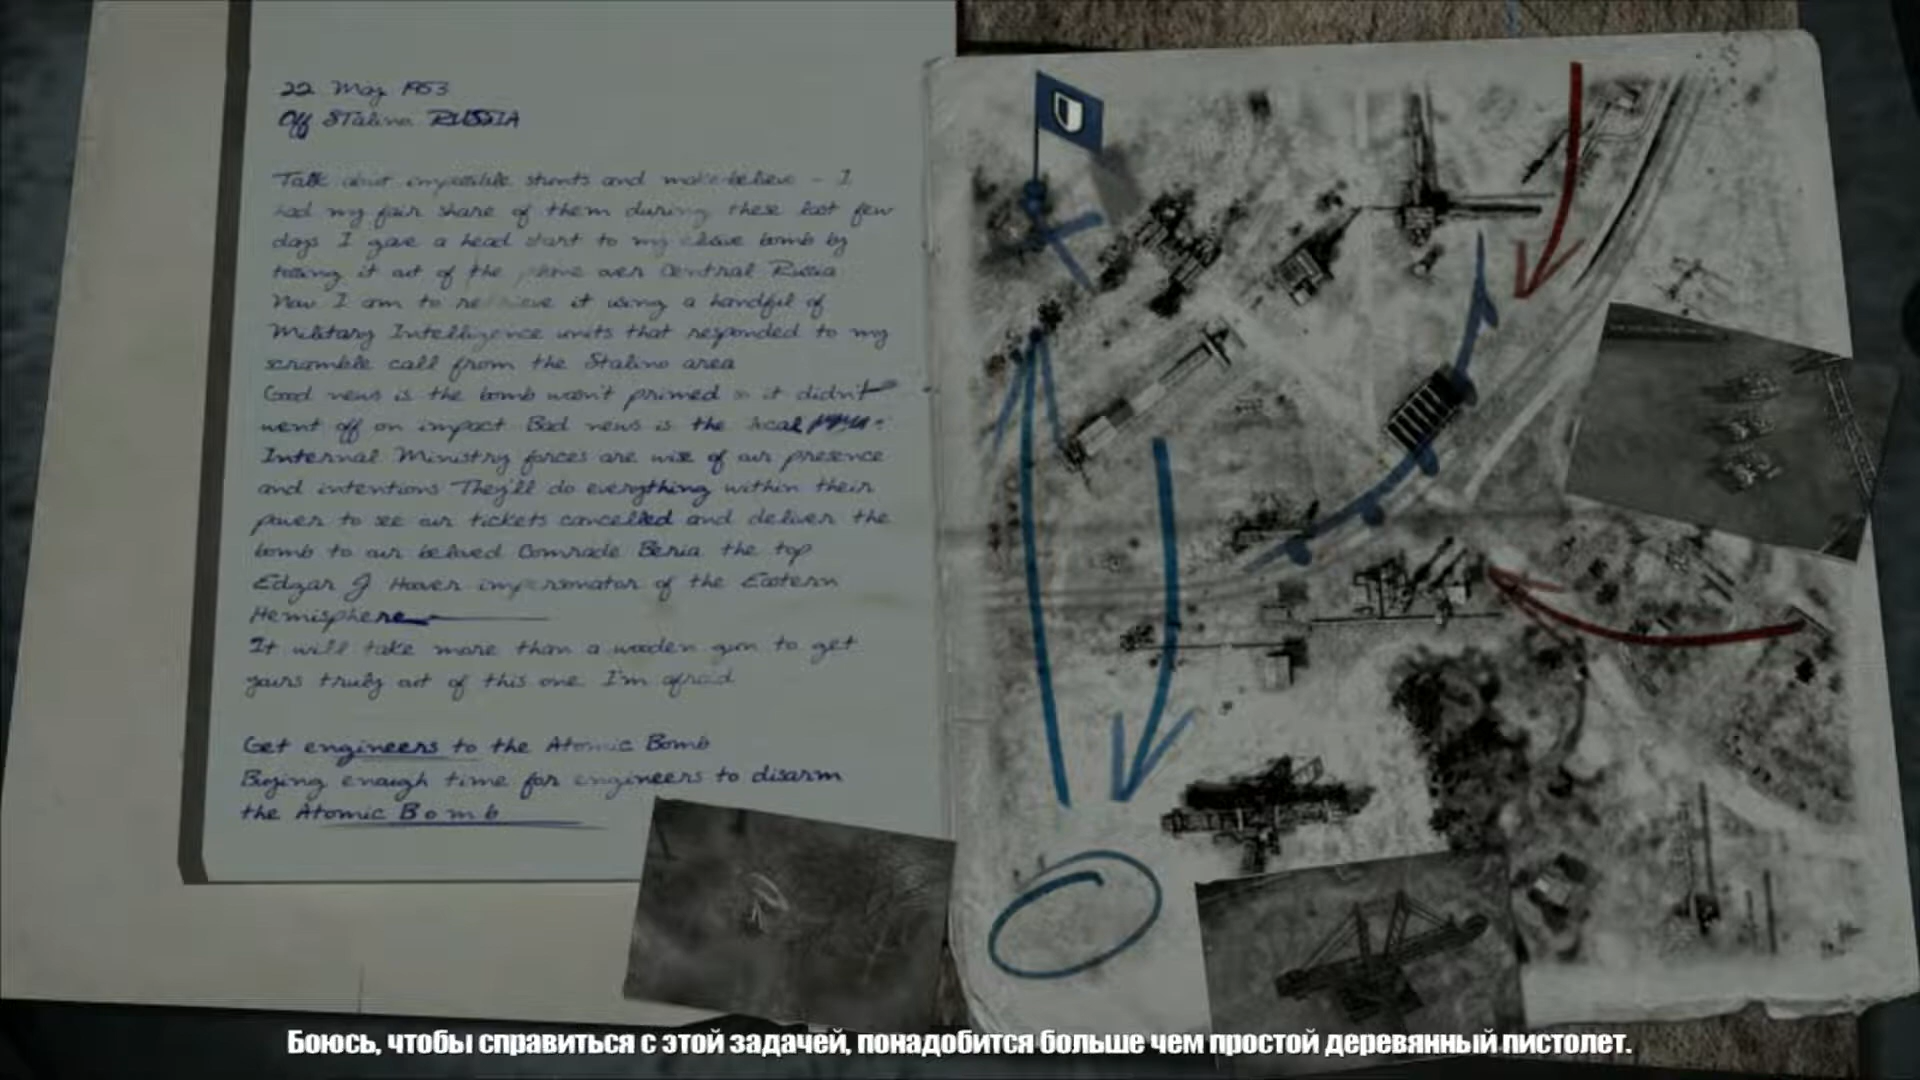 22 May 1953
Off STalino RUSSIA
Talk about impossible stunts and make-believe - I
had my fair share of them during these last few
days I gave a head start to my elusive bomb by
tossing it out of the plane over Central Russia
Now I am to retrieve it using a handful of
Military Intelligence units that responded to my
scramble call from the Stalino area
Good news is the bomb wasn't primed so it didn't
went off on impact Bad news is the local
Internal Ministry forces are wise of our presence
and intentions They'll do everything within their
power to see our tickets cancelled and deliver the
bomb to our beloved Comrade Beria the top
Edgar J Hoover impersonator of the Eastern
Hemisphere
It will take more than a wooden gun to get
yours truly out of this one I'm afraid
Get engineers to the Atomic Bomb
Buying enough time for engineers to disarm
the Atomic Bomb
Боюсь, чтобы справиться с этой задачей, понадобится больше чем простой деревянный пистолет.